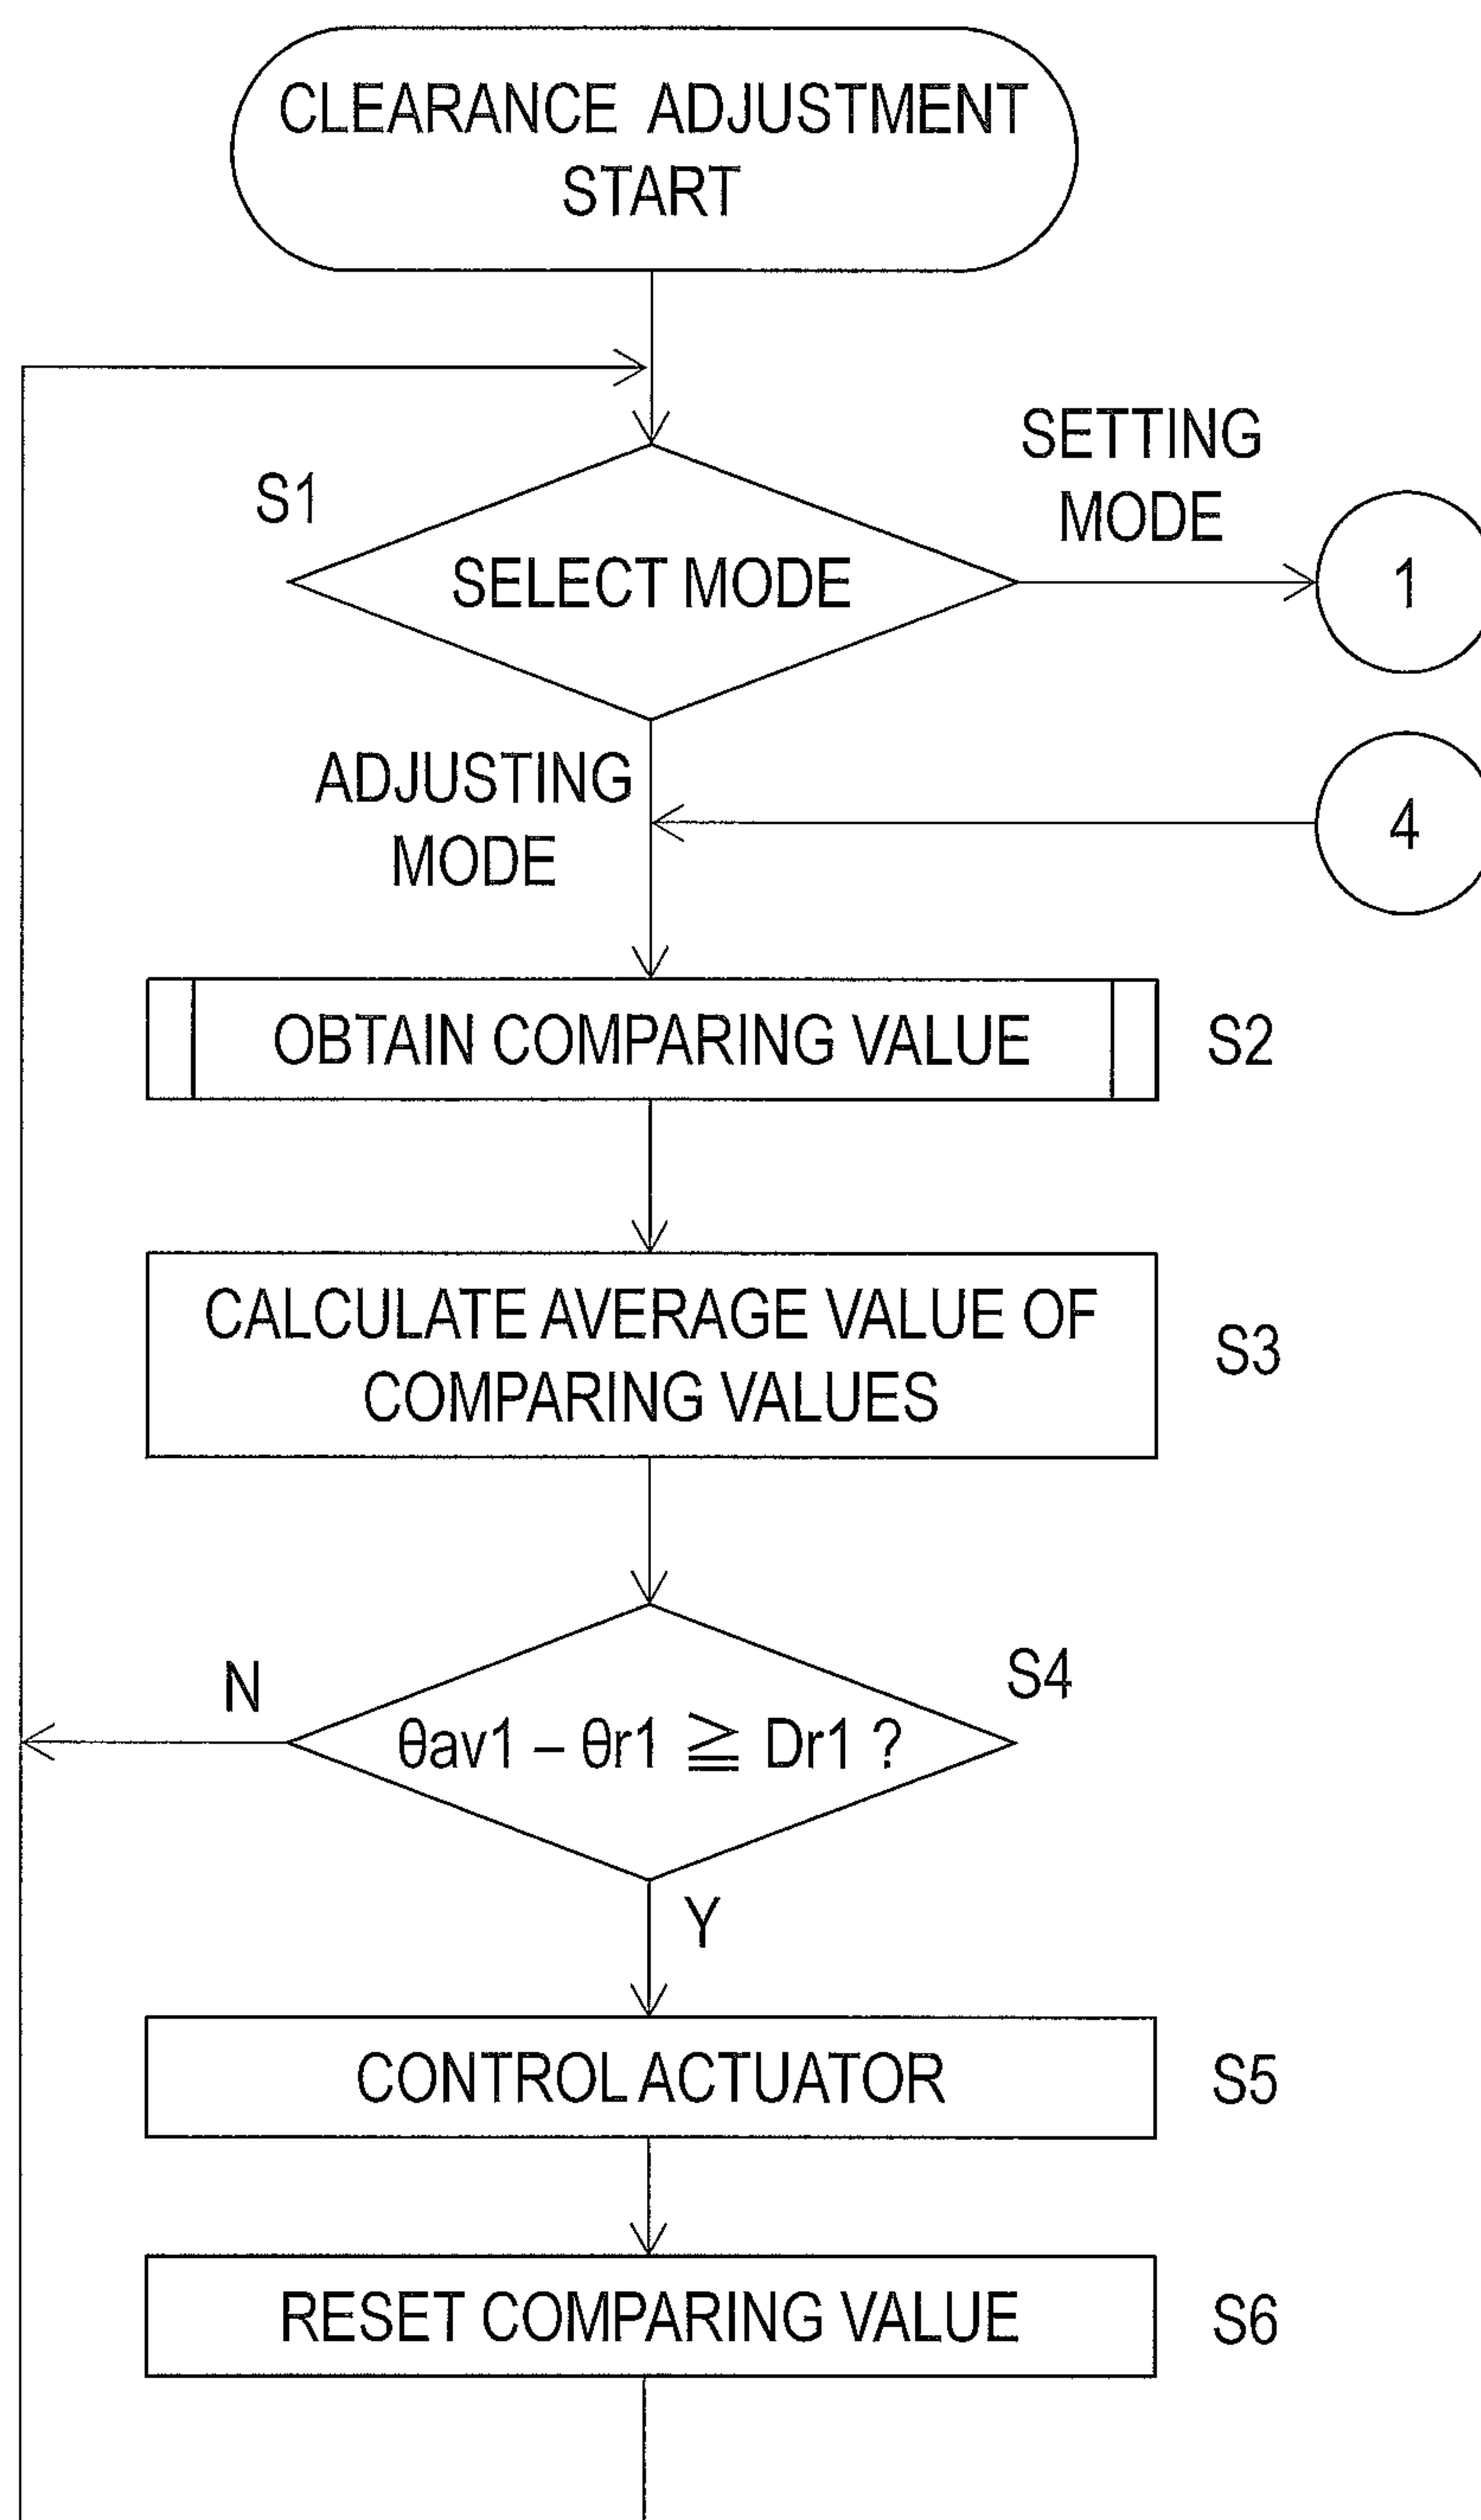 CLEARANCE ADJUSTMENT
START
S1
SELECT MODE
SETTING
MODE
1
ADJUSTING
MODE
4
OBTAIN COMPARING VALUE
S2
CALCULATE AVERAGE VALUE OF
COMPARING VALUES
S3
N
θav1 – θr1 ≧ Dr1 ?
S4
Y
CONTROL ACTUATOR
S5
RESET COMPARING VALUE
S6